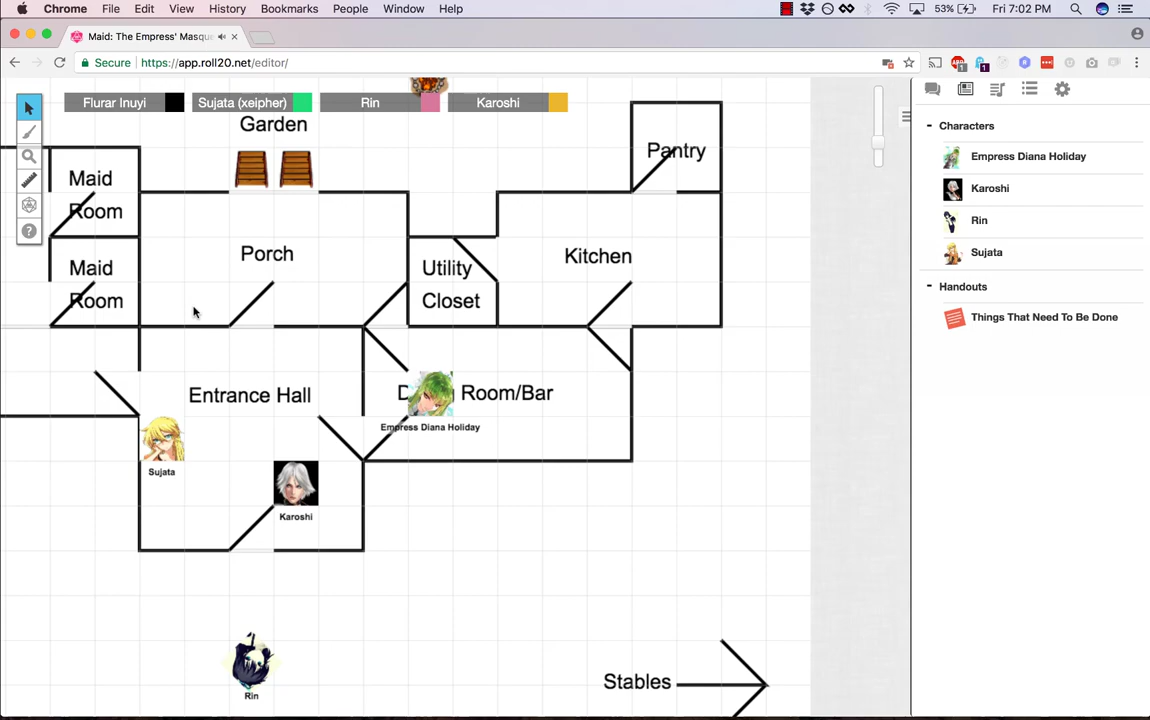 Chrome File Edit View History Bookmarks People Window Help 53% Fri 7:02 PM
Maid: The Empress' Masque
Secure https://app.roll20.net/editor/
Flurar Inuyi Sujata (xeipher) Rin Karoshi
Garden
Pantry
Maid
Room
Porch
Kitchen
Maid
Room
Utility
Closet
Entrance Hall
Room/Bar
Empress Diana Holiday
Sujata
Karoshi
Rin
Stables
Characters
Empress Diana Holiday
Karoshi
Rin
Sujata
Handouts
Things That Need To Be Done